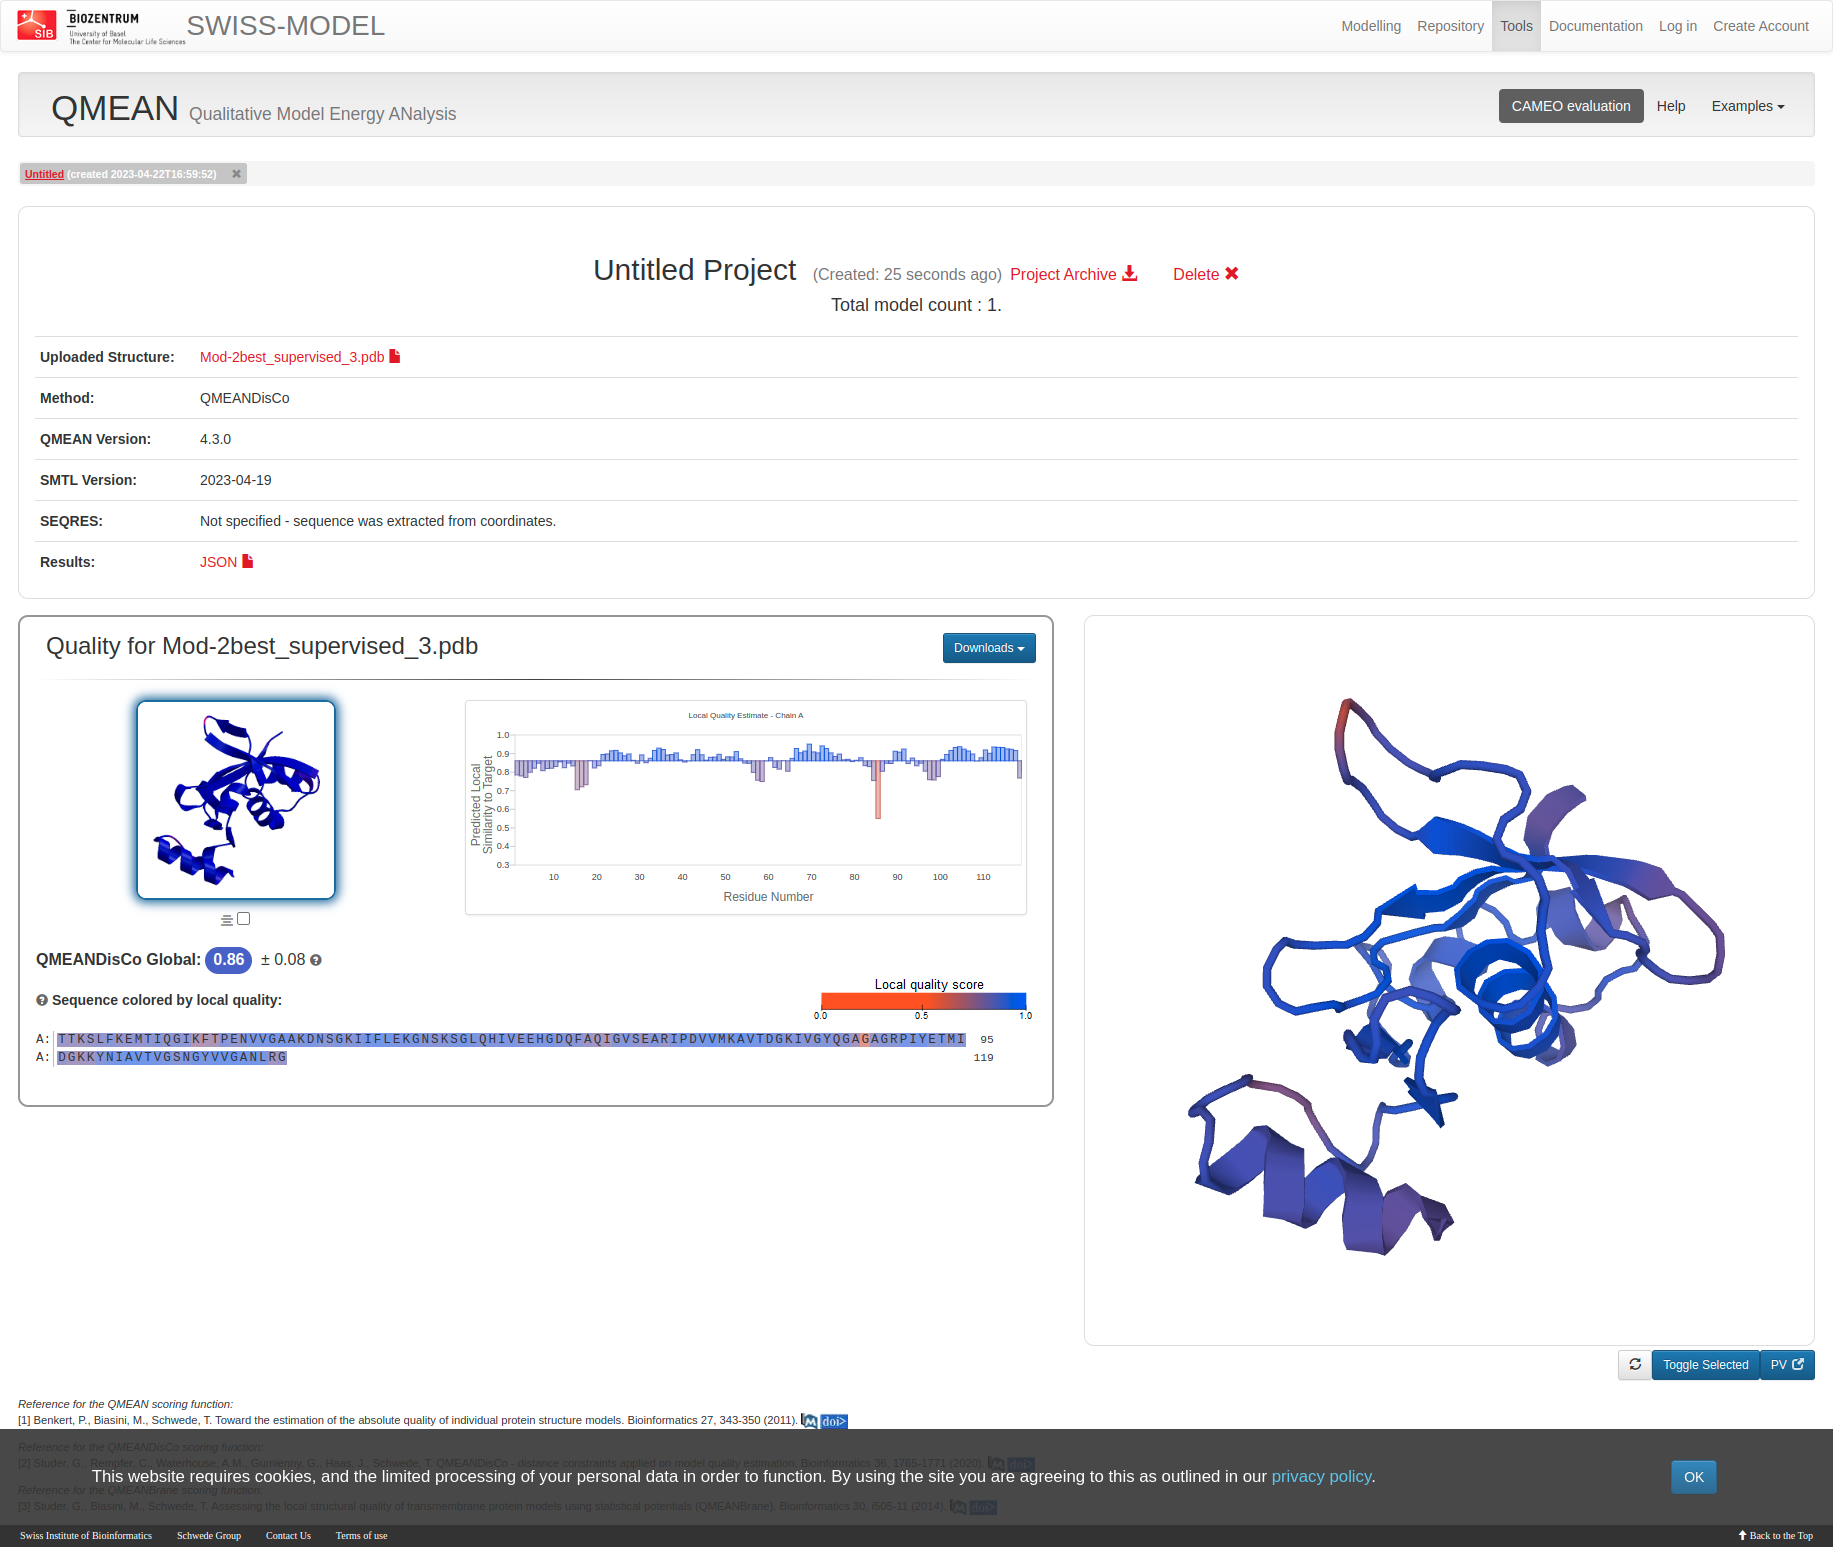 SIB
BIOZENTRUM
University of Basel
The Center for Molecular Life Sciences
SWISS-MODEL
Modelling Repository Tools Documentation Log in Create Account
QMEAN Qualitative Model Energy ANalysis
CAMEO evaluation Help Examples
Untitled (created 2023-04-22T16:59:52)
Untitled Project (Created: 25 seconds ago) Project Archive Delete
Total model count : 1.
Uploaded Structure: Mod-2best_supervised_3.pdb
Method: QMEANDisCo
QMEAN Version: 4.3.0
SMTL Version: 2023-04-19
SEQRES: Not specified - sequence was extracted from coordinates.
Results: JSON
Quality for Mod-2best_supervised_3.pdb
Downloads
Local Quality Estimate - Chain A
Predicted Local
Similarity to Target
1.0
0.9
0.8
0.7
0.6
0.5
0.4
0.3
10 20 30 40 50 60 70 80 90 100 110
Residue Number
QMEANDisCo Global: 0.86 ± 0.08
Sequence colored by local quality:
Local quality score
0.0 0.5 1.0
A: TTKSLFKEMTIQGIKFTPENVVGAAKDNSGKIIFLEKGNSKSGLQHIVEEHGDQFAQIGVSEARIPDVVMKAVTDGKIVGYQGAGAGRPIYETMI 95
A: DGKKYNIAVTVGSNGYVVGANLRG 119
Toggle Selected PV
Reference for the QMEAN scoring function:
[1] Benkert, P., Biasini, M., Schwede, T. Toward the estimation of the absolute quality of individual protein structure models. Bioinformatics 27, 343-350 (2011). M doi>
Reference for the QMEANDisCo scoring function:
[2] Studer, G., Rempfer, C., Waterhouse, A.M., Gumienny, G., Haas, J., Schwede, T. QMEANDisCo - distance constraints applied on model quality estimation. Bioinformatics 36, 1765-1771 (2020). M doi>
This website requires cookies, and the limited processing of your personal data in order to function. By using the site you are agreeing to this as outlined in our privacy policy.
OK
Reference for the QMEANBrane scoring function:
[3] Studer, G., Biasini, M., Schwede, T. Assessing the local structural quality of transmembrane protein models using statistical potentials (QMEANBrane). Bioinformatics 30, i505-11 (2014). M doi>
Swiss Institute of Bioinformatics Schwede Group Contact Us Terms of use
Back to the Top